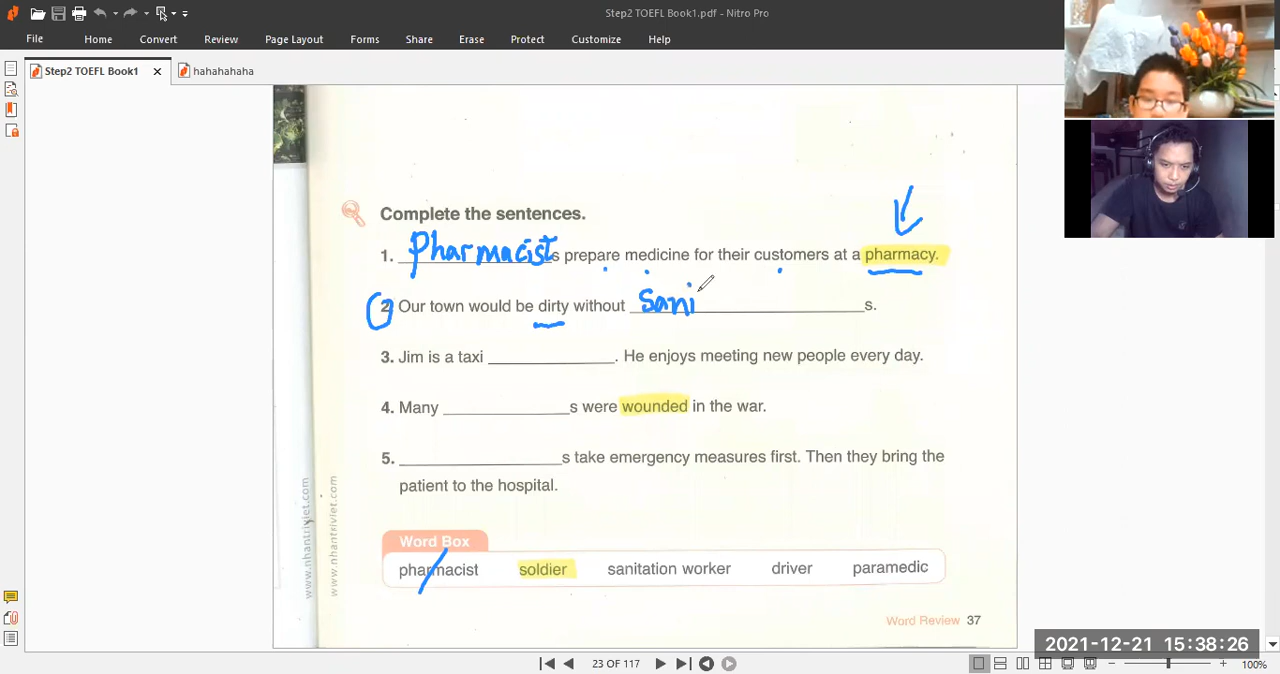 Step2 TOEFL Book1.pdf - Nitro Pro
File Home Convert Review Page Layout Forms Share Erase Protect Customize Help
Step2 TOEFL Book1 hahahahaha
Complete the sentences.
1. Pharmacist s prepare medicine for their customers at a pharmacy.
2. Our town would be dirty without Sani ____________ s.
3. Jim is a taxi ____________. He enjoys meeting new people every day.
4. Many ____________s were wounded in the war.
5. ____________s take emergency measures first. Then they bring the
patient to the hospital.
Word Box
pharmacist soldier sanitation worker driver paramedic
www.nhantriviet.com
www.nhantriviet.com
Word Review 37
2021-12-21 15:38:26
23 OF 117
100%